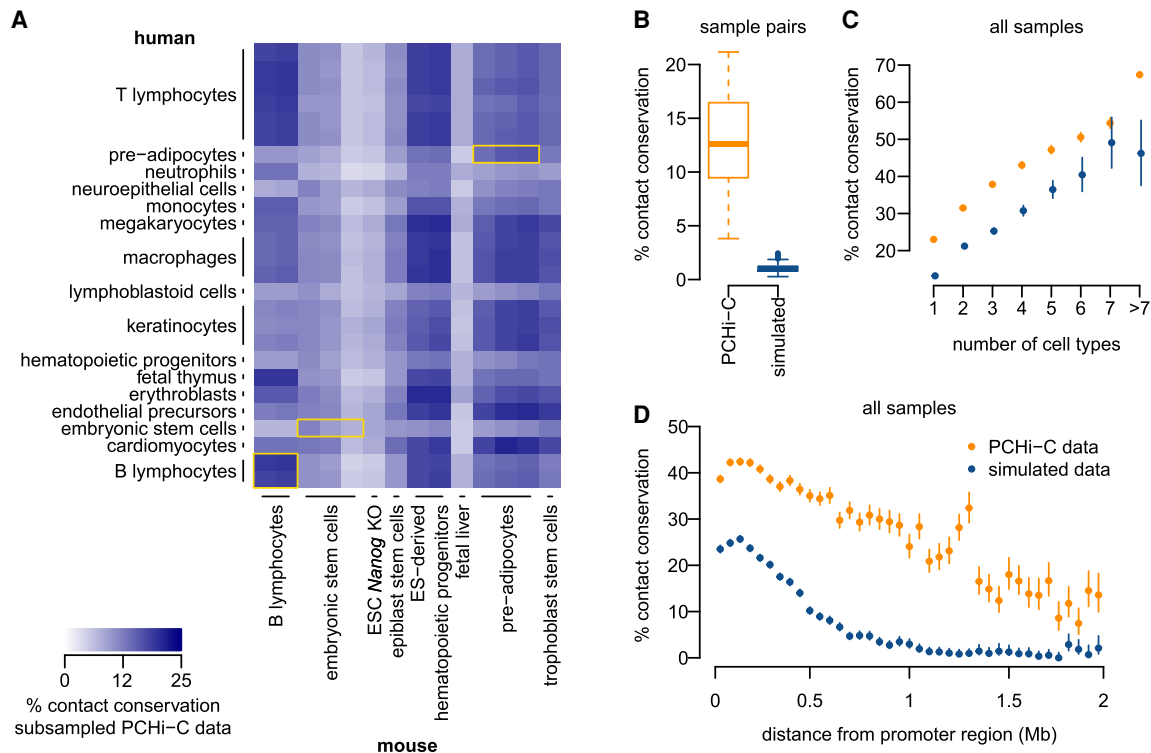 A
human
T lymphocytes
pre−adipocytes
neutrophils
neuroepithelial cells
monocytes
megakaryocytes
macrophages
lymphoblastoid cells
keratinocytes
hematopoietic progenitors
fetal thymus
erythroblasts
endothelial precursors
embryonic stem cells
cardiomyocytes
B lymphocytes
B lymphocytes
embryonic stem cells
ESC Nanog KO
epiblast stem cells
ES−derived
hematopoietic progenitors
fetal liver
pre−adipocytes
trophoblast stem cells
mouse
0 12 25
% contact conservation
subsampled PCHi−C data
B
sample pairs
% contact conservation
20
15
10
5
0
PCHi−C
simulated
C
all samples
% contact conservation
70
60
50
40
30
20
1 2 3 4 5 6 7 >7
number of cell types
D
all samples
PCHi−C data
simulated data
% contact conservation
50
40
30
20
10
0
0 0.5 1 1.5 2
distance from promoter region (Mb)